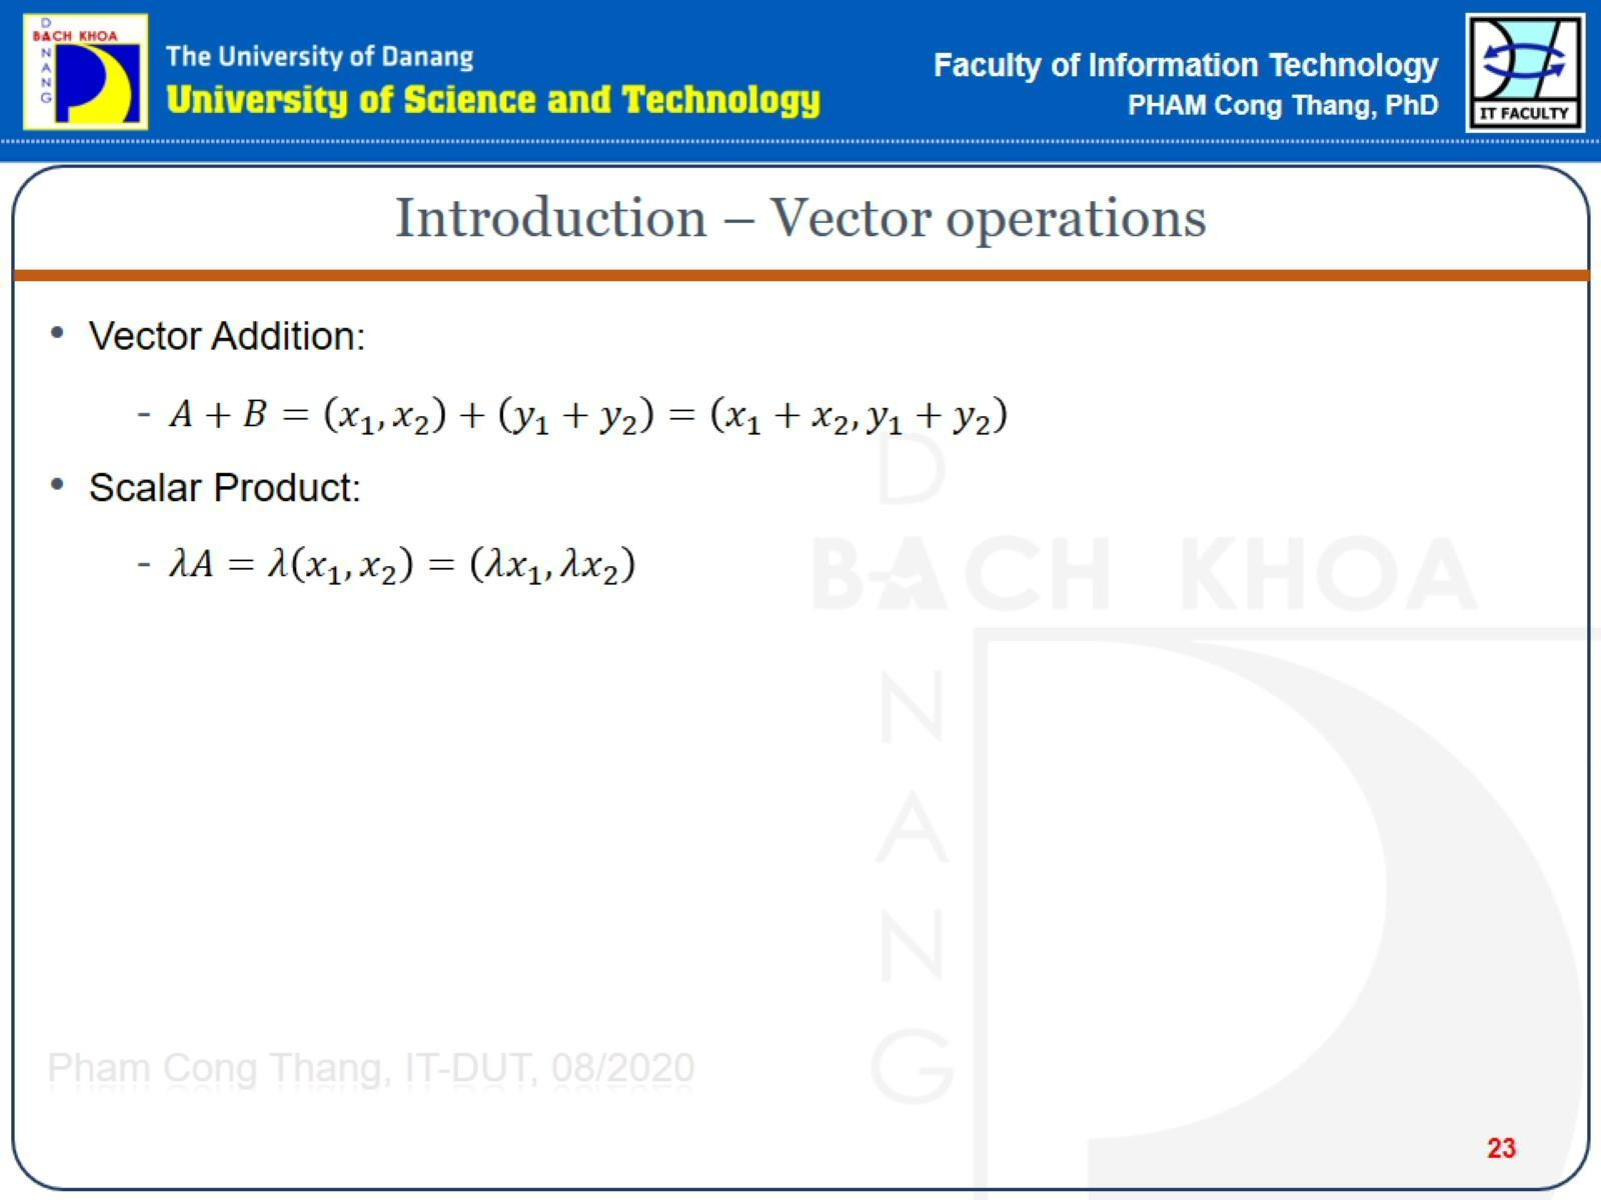 D
BACH KHOA
N
A
N
G
The University of Danang
University of Science and Technology
Faculty of Information Technology
PHAM Cong Thang, PhD
IT FACULTY
Introduction – Vector operations
• Vector Addition:
- A + B = (x₁, x₂) + (y₁ + y₂) = (x₁ + x₂, y₁ + y₂)
• Scalar Product:
- λA = λ(x₁, x₂) = (λx₁, λx₂)
D
BACH KHOA
N
A
N
G
Pham Cong Thang, IT-DUT, 08/2020
23